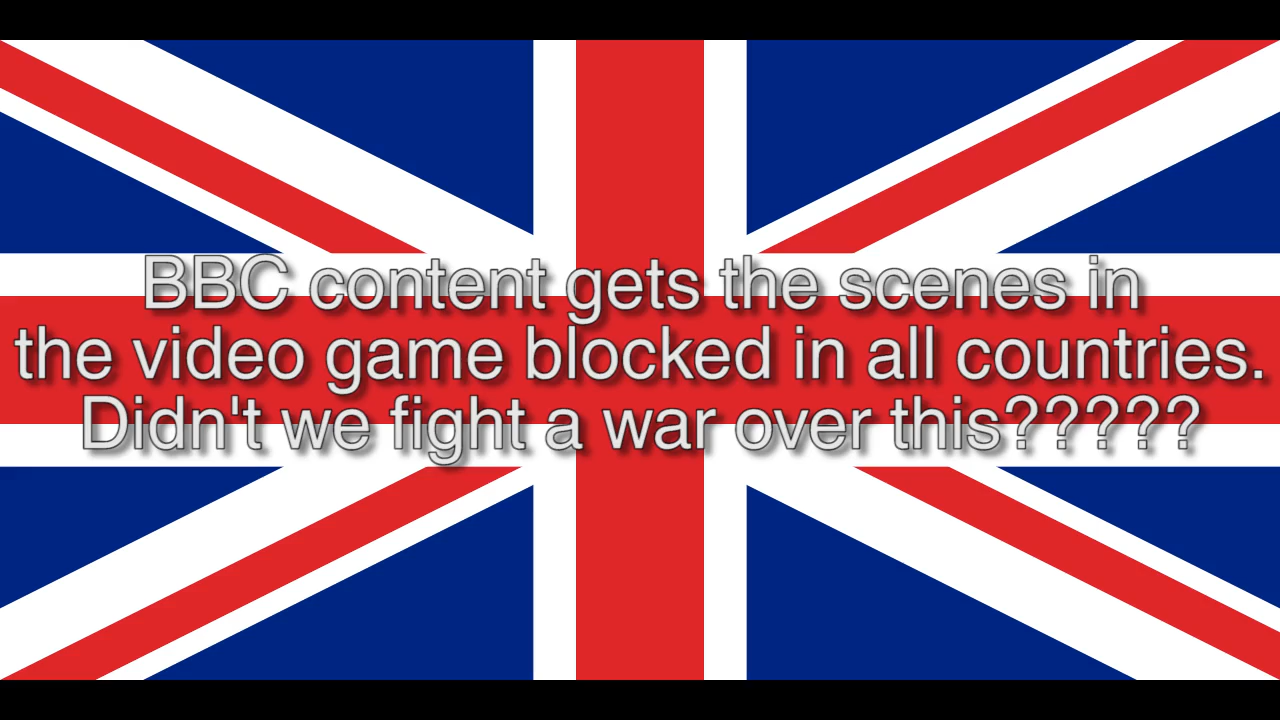 BBC content gets the scenes in
the video game blocked in all countries.
Didn't we fight a war over this?????